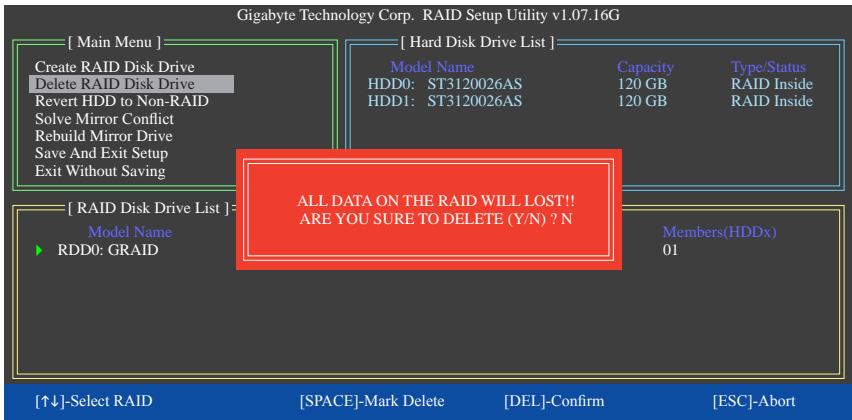 Gigabyte Technology Corp. RAID Setup Utility v1.07.16G
[ Main Menu ]
Create RAID Disk Drive
Delete RAID Disk Drive
Revert HDD to Non-RAID
Solve Mirror Conflict
Rebuild Mirror Drive
Save And Exit Setup
Exit Without Saving
[ Hard Disk Drive List ]
Model Name Capacity Type/Status
HDD0: ST3120026AS 120 GB RAID Inside
HDD1: ST3120026AS 120 GB RAID Inside
ALL DATA ON THE RAID WILL LOST!!
ARE YOU SURE TO DELETE (Y/N) ? N
[ RAID Disk Drive List ]
Model Name Members(HDDx)
RDD0: GRAID 01
[↑↓]-Select RAID [SPACE]-Mark Delete [DEL]-Confirm [ESC]-Abort